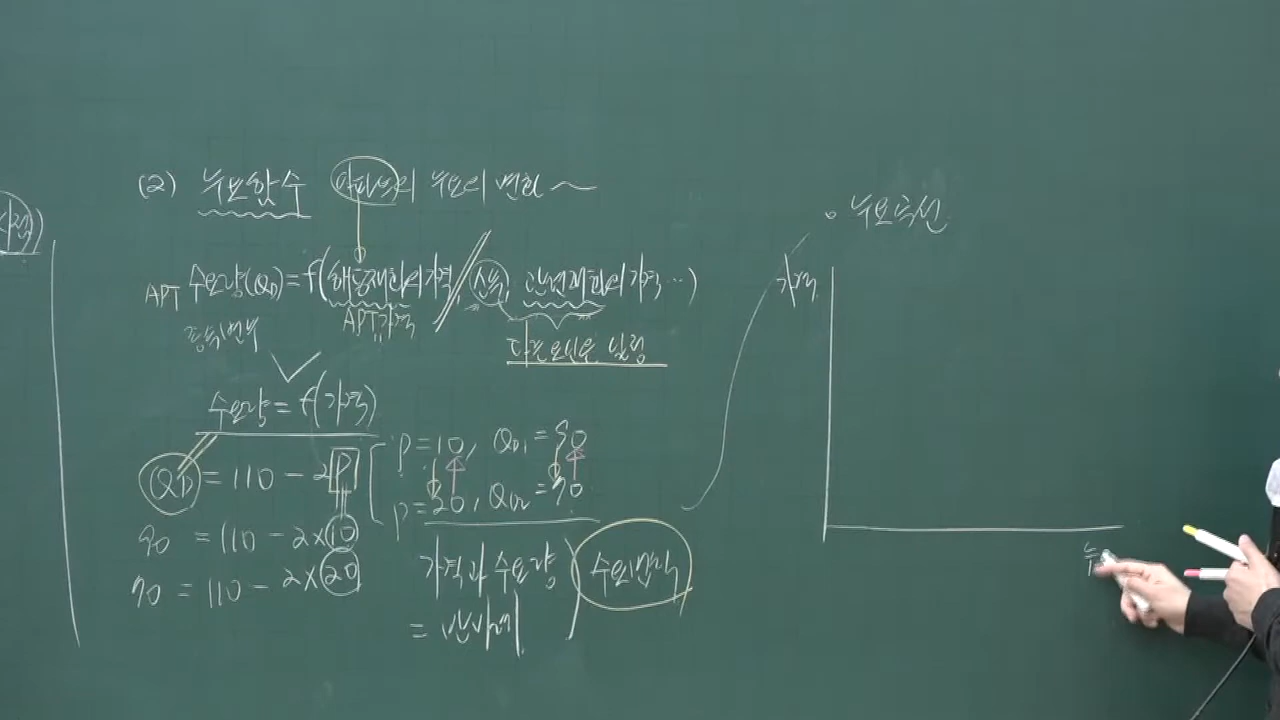 (2) 수요함수 아파트의 수요의 변화 ~
APT 수요량(QD) = f(해당재화의 가격 // 소득, 관련재화의 가격 …)
APT가격
종속변수
다른 요인은 일정
수요량 = f(가격)
QD = 110 - 2P
90 = 110 - 2×10
70 = 110 - 2×20
P=10, QD1=90
P=20, QD2=70
가격과 수요량
= 반비례
수요법칙
○ 수요곡선
가격
수